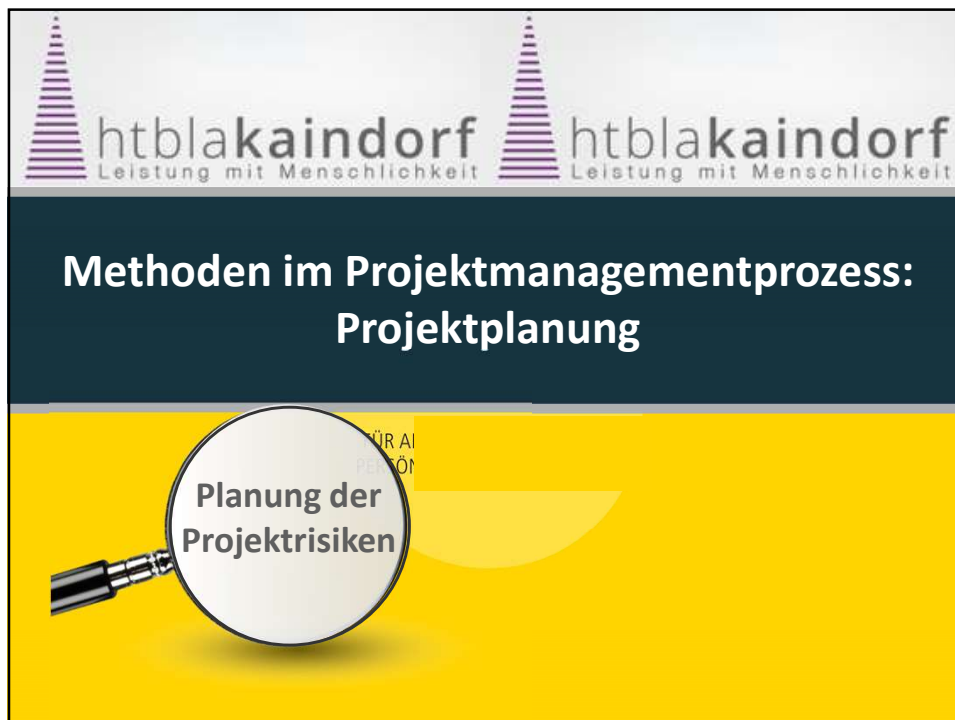 htblakaindorf
Leistung mit Menschlichkeit
htblakaindorf
Leistung mit Menschlichkeit
Methoden im Projektmanagementprozess:
Projektplanung
Planung der
Projektrisiken